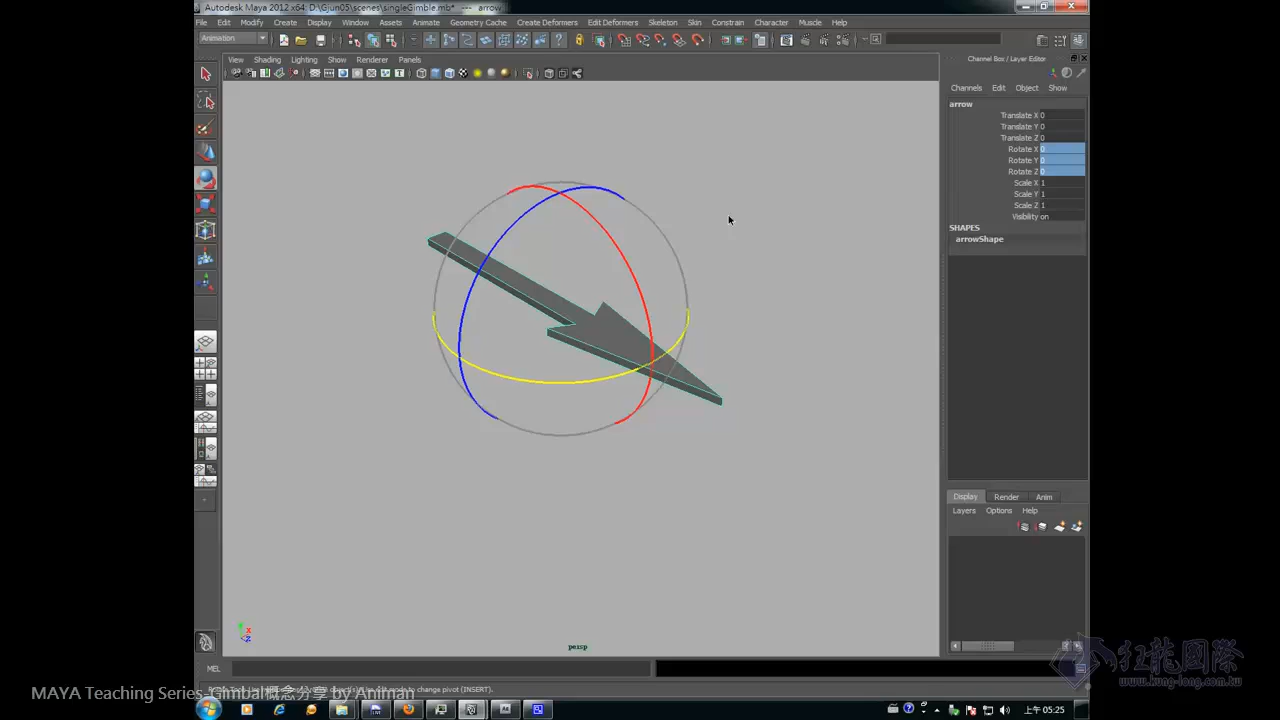 Autodesk Maya 2012 x64: D:\Gjun05\scenes\singleGimble.mb* --- arrow
File Edit Modify Create Display Window Assets Animate Geometry Cache Create Deformers Edit Deformers Skeleton Skin Constrain Character Muscle Help
Animation
View Shading Lighting Show Renderer Panels
Channel Box / Layer Editor
Channels Edit Object Show
arrow
Translate X 0
Translate Y 0
Translate Z 0
Rotate X 0
Rotate Y 0
Rotate Z 0
Scale X 1
Scale Y 1
Scale Z 1
Visibility on
SHAPES
arrowShape
Display Render Anim
Layers Options Help
persp
MEL
to change pivot (INSERT).
MAYA Teaching Series-Gimbal概念分享 by Animan
紅龍國際
www.kung-long.com.tw
上午 05:25